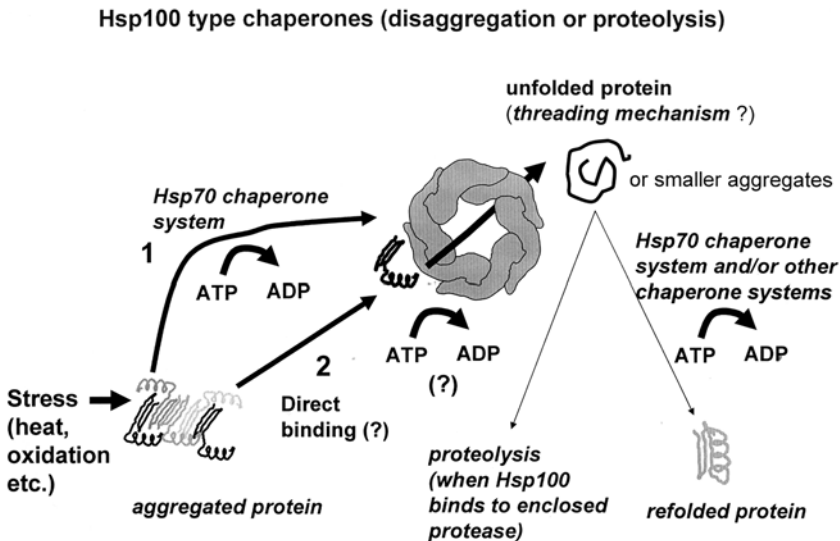 Hsp100 type chaperones (disaggregation or proteolysis)
unfolded protein
(threading mechanism ?)
or smaller aggregates
Hsp70 chaperone
system
1
ATP ADP
Hsp70 chaperone
system and/or other
chaperone systems
ATP ADP
ATP ADP
(?)
2
Direct
binding (?)
Stress
(heat,
oxidation
etc.)
aggregated protein
proteolysis
(when Hsp100
binds to enclosed
protease)
refolded protein